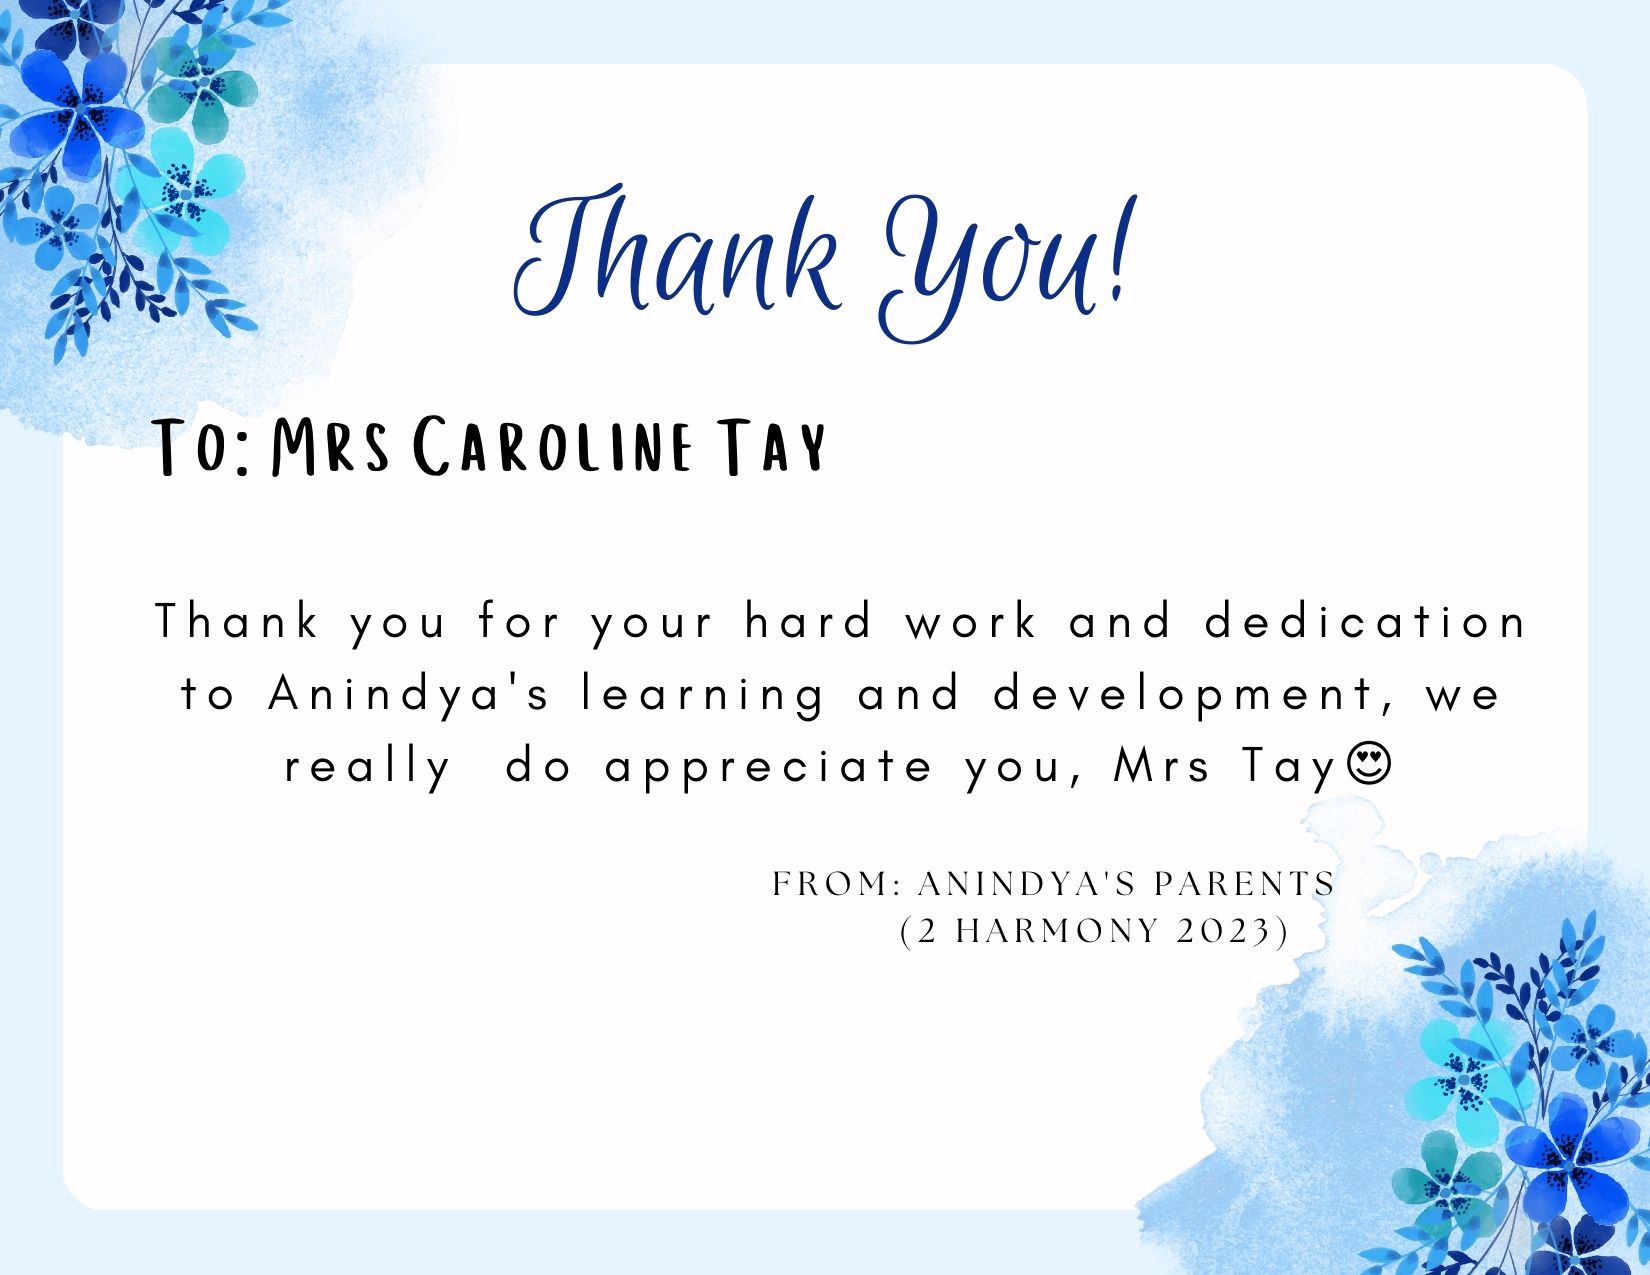 Thank You!
To: Mrs Caroline Tay
Thank you for your hard work and dedication
to Anindya's learning and development, we
really  do appreciate you, Mrs Tay😍
FROM: ANINDYA'S PARENTS
(2 HARMONY 2023)